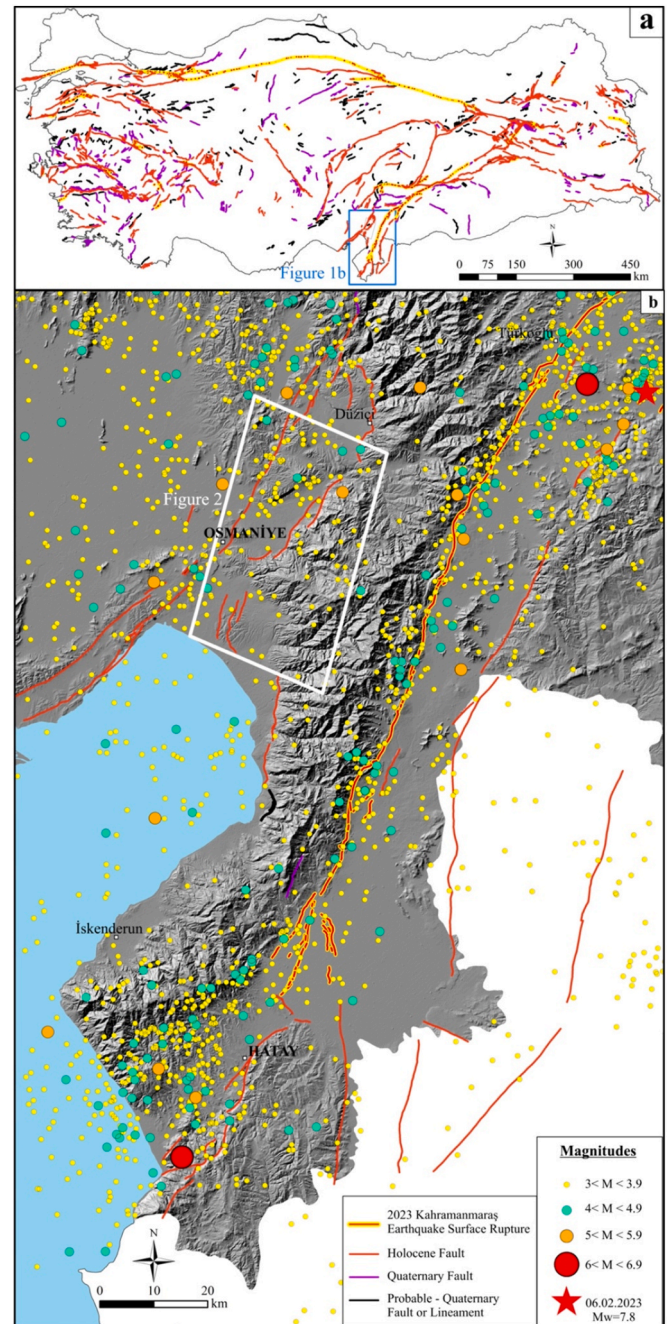 a
Figure 1b
N
0 75 150 300 450
km
b
Türkoğlu
Düziçi
Figure 2
OSMANİYE
İskenderun
HATAY
N
0 10 20
km
2023 Kahramanmaraş
Earthquake Surface Rupture
Holocene Fault
Quaternary Fault
Probable - Quaternary
Fault or Lineament
Magnitudes
3< M < 3.9
4< M < 4.9
5< M < 5.9
6< M < 6.9
06.02.2023
Mw=7.8